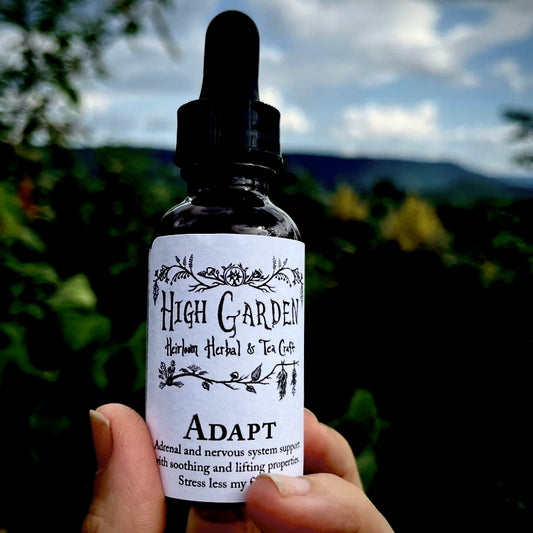 High Garden
Heirloom Herbal & Tea Craft
Adapt
Adrenal and nervous system support
with soothing and lifting properties.
Stress less my